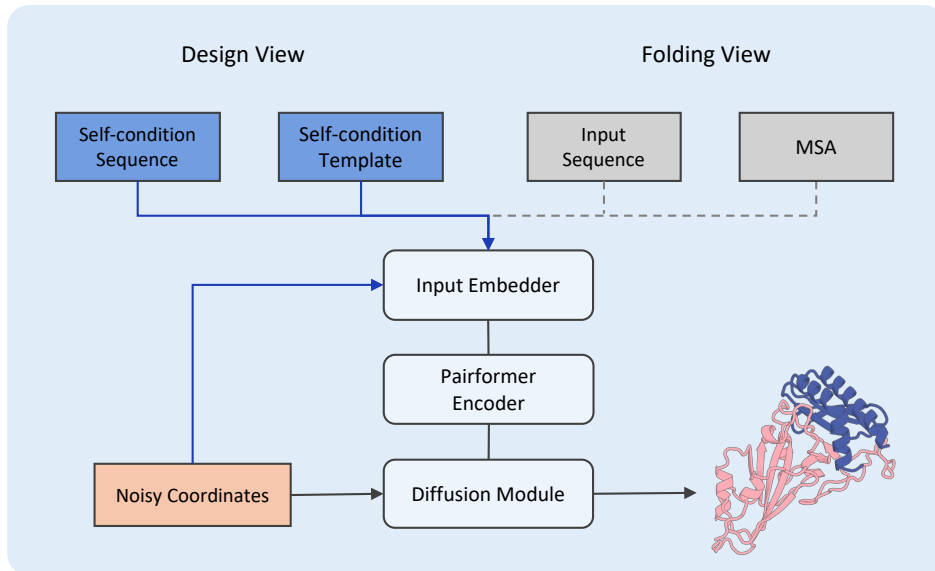 Design View
Folding View
Self-condition
Sequence
Self-condition
Template
Input
Sequence
MSA
Input Embedder
Pairformer
Encoder
Noisy Coordinates
Diffusion Module